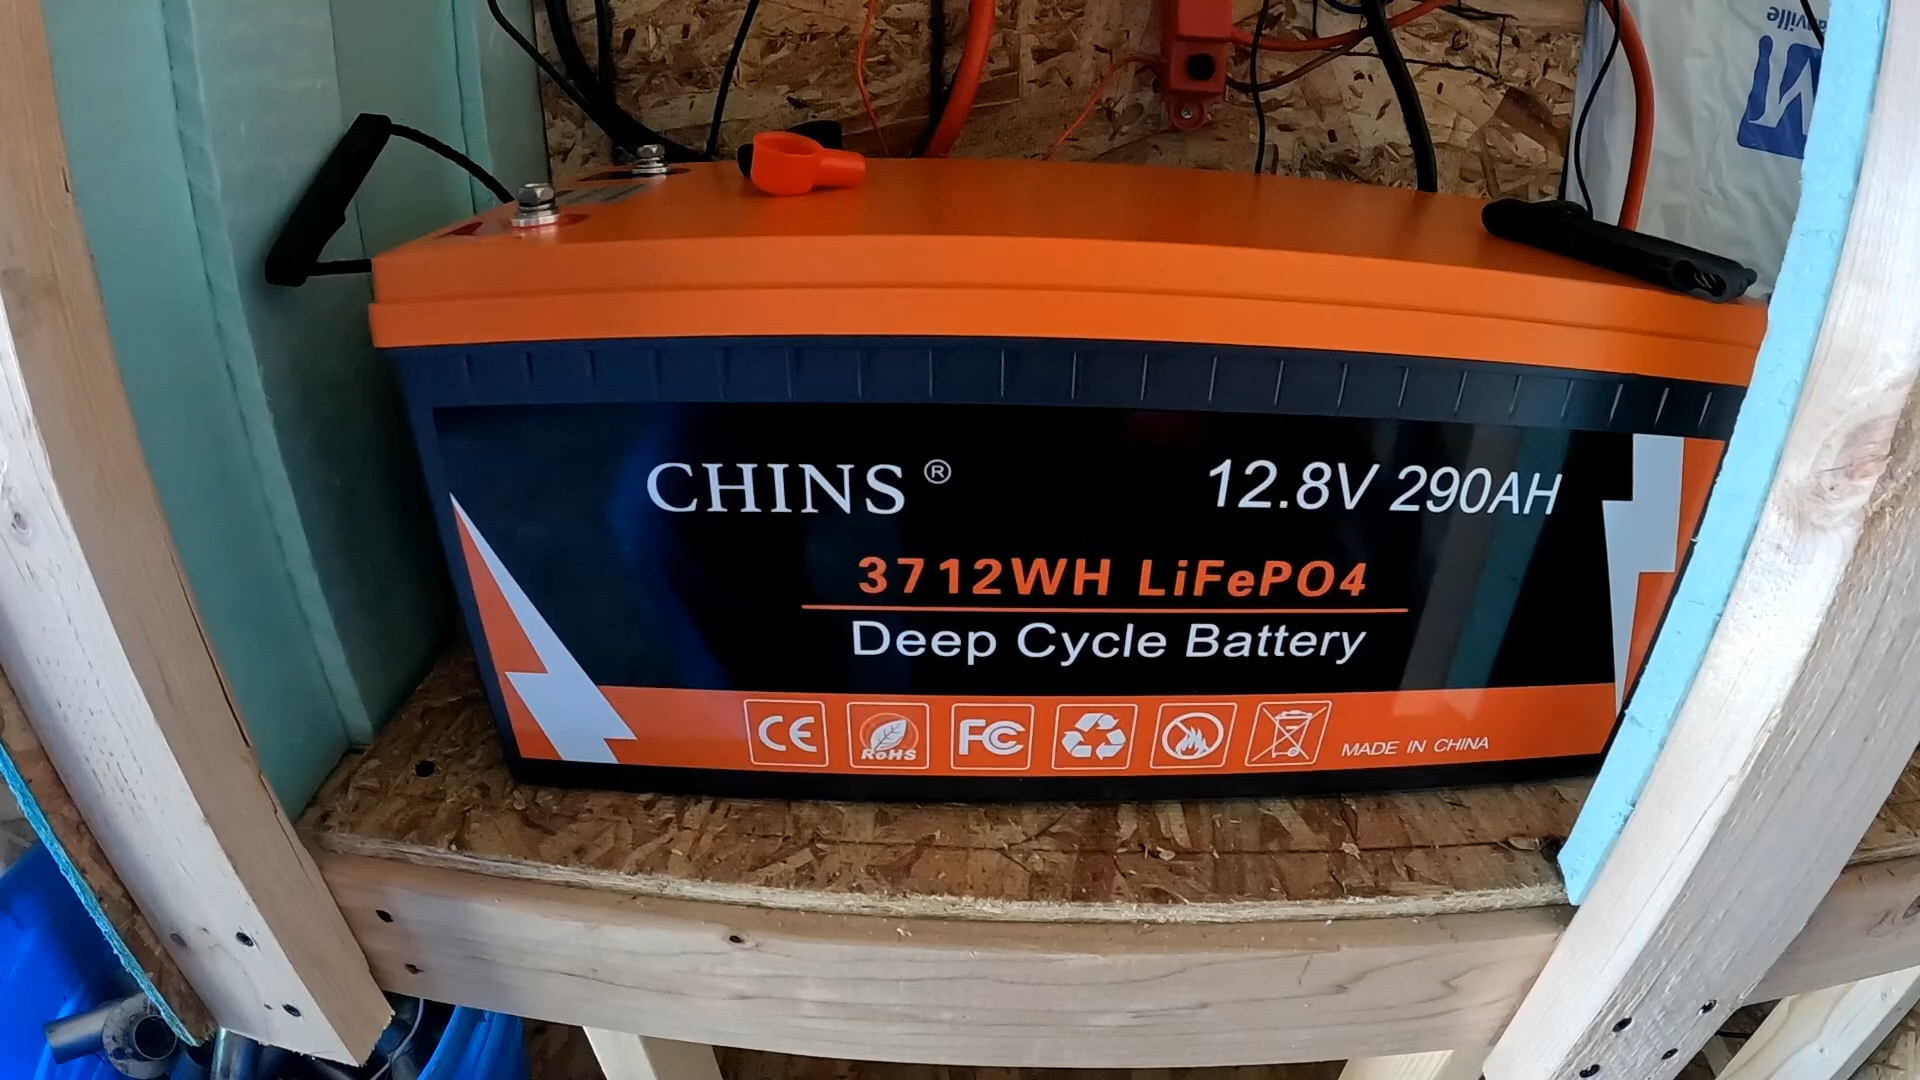 CHINS®
12.8V 290AH
3712WH LiFePO4
Deep Cycle Battery
CE
RoHS
FC
MADE IN CHINA